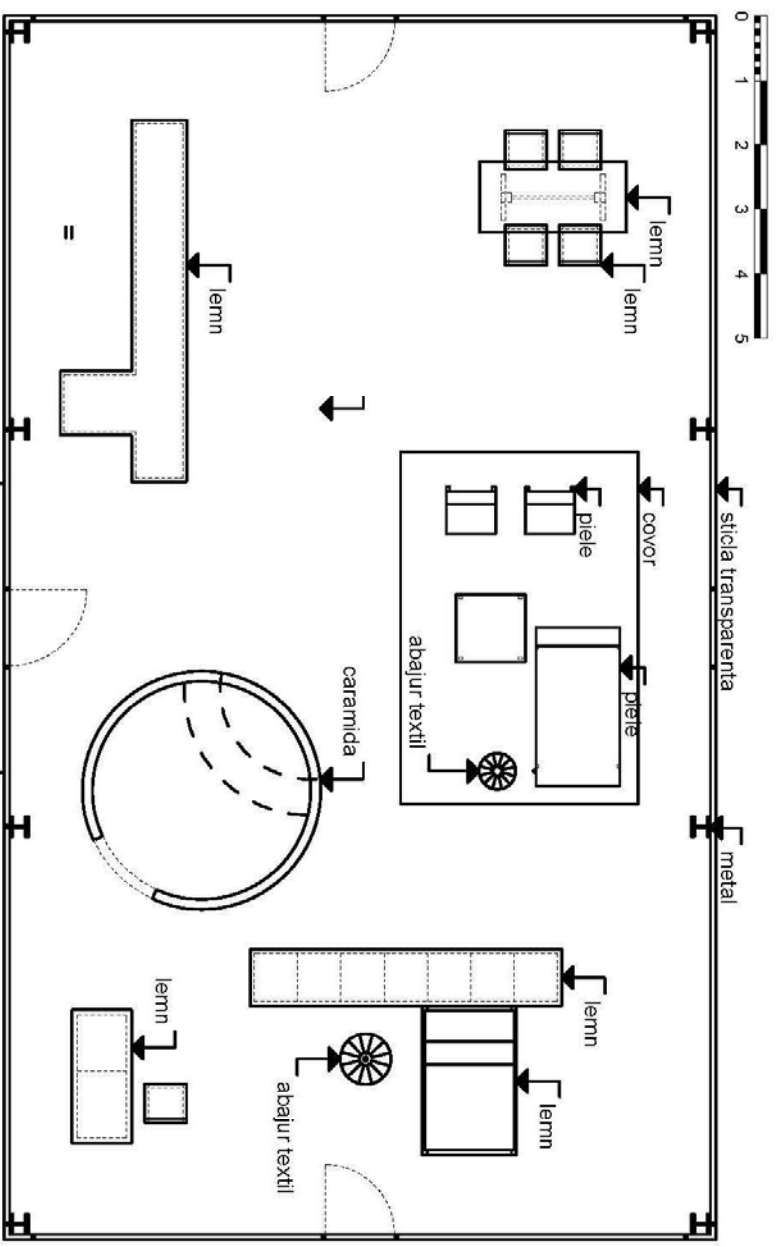 0 1 2 3 4 5
lemn
lemn
lemn
sticla transparenta
covor
piele
piele
abajur textil
caramida
metal
lemn
lemn
abajur textil
lemn